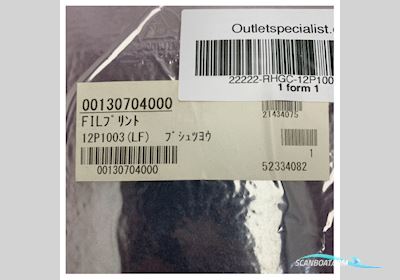 Outletspecialist.
22222-RHGC-12P100
1 form 1
00130704000
FILプリント
21434075
12P1003(LF) ブシュツヨウ
1
00130704000
52334082
SCANBOAT